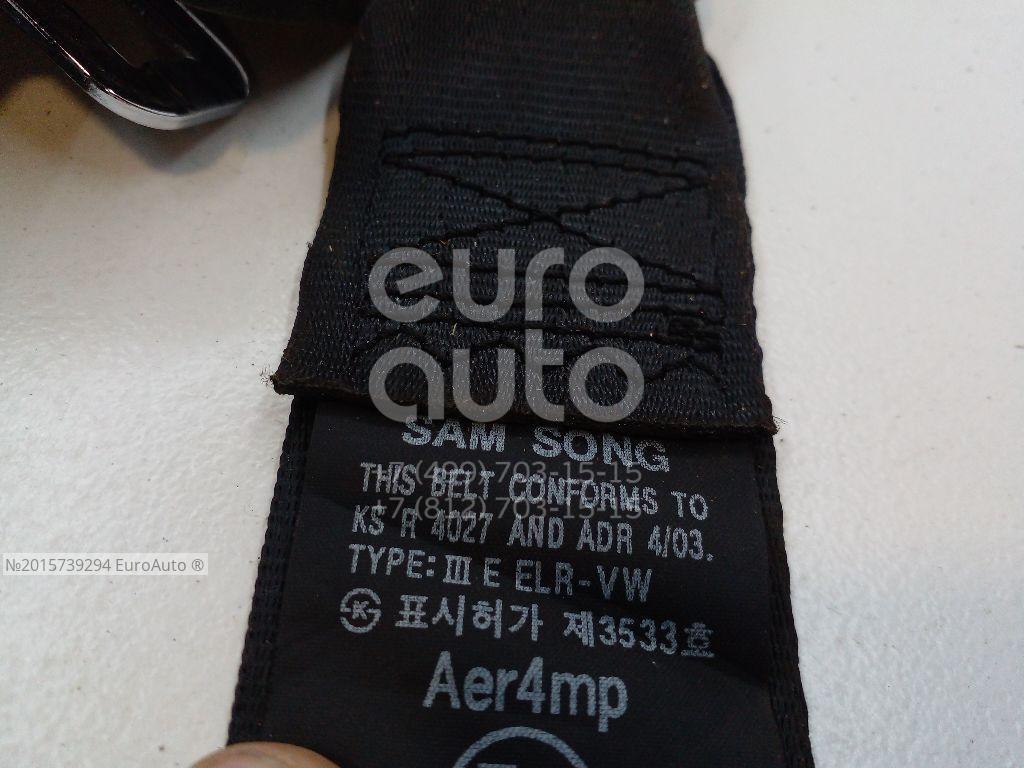 euro
auto
SAM SONG
+7 (499) 703-15-15
THIS BELT CONFORMS TO
+7 (812) 703-15-15
KS R 4027 AND ADR 4/03.
TYPE: Ⅲ E ELR-VW
№2015739294 EuroAuto ®
표시허가 제3533호
Aer4mp